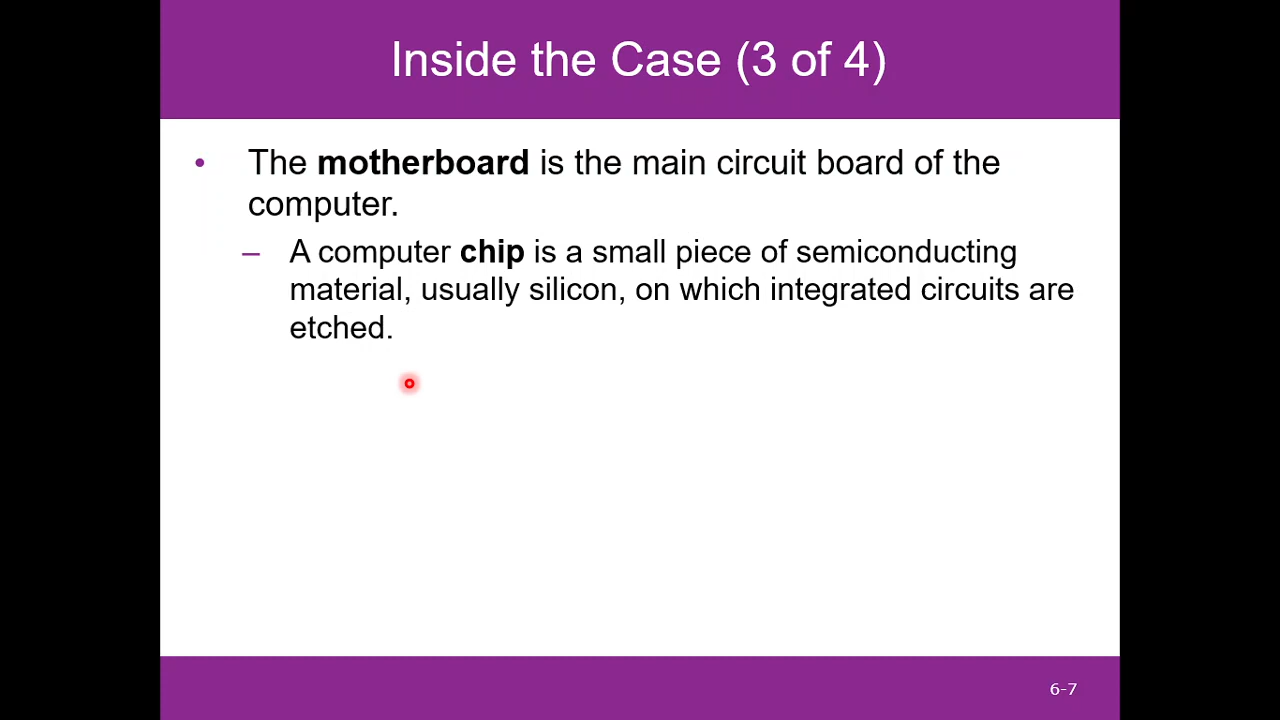 Inside the Case (3 of 4)
• The motherboard is the main circuit board of the
computer.
– A computer chip is a small piece of semiconducting
material, usually silicon, on which integrated circuits are
etched.
6-7